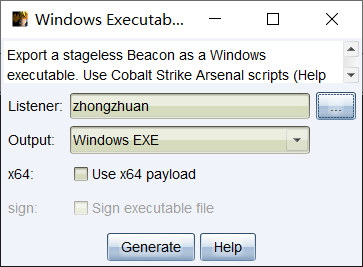 Windows Executab...
Export a stageless Beacon as a Windows
executable. Use Cobalt Strike Arsenal scripts (Help
Listener: zhongzhuan ...
Output: Windows EXE
x64: Use x64 payload
sign: Sign executable file
Generate Help